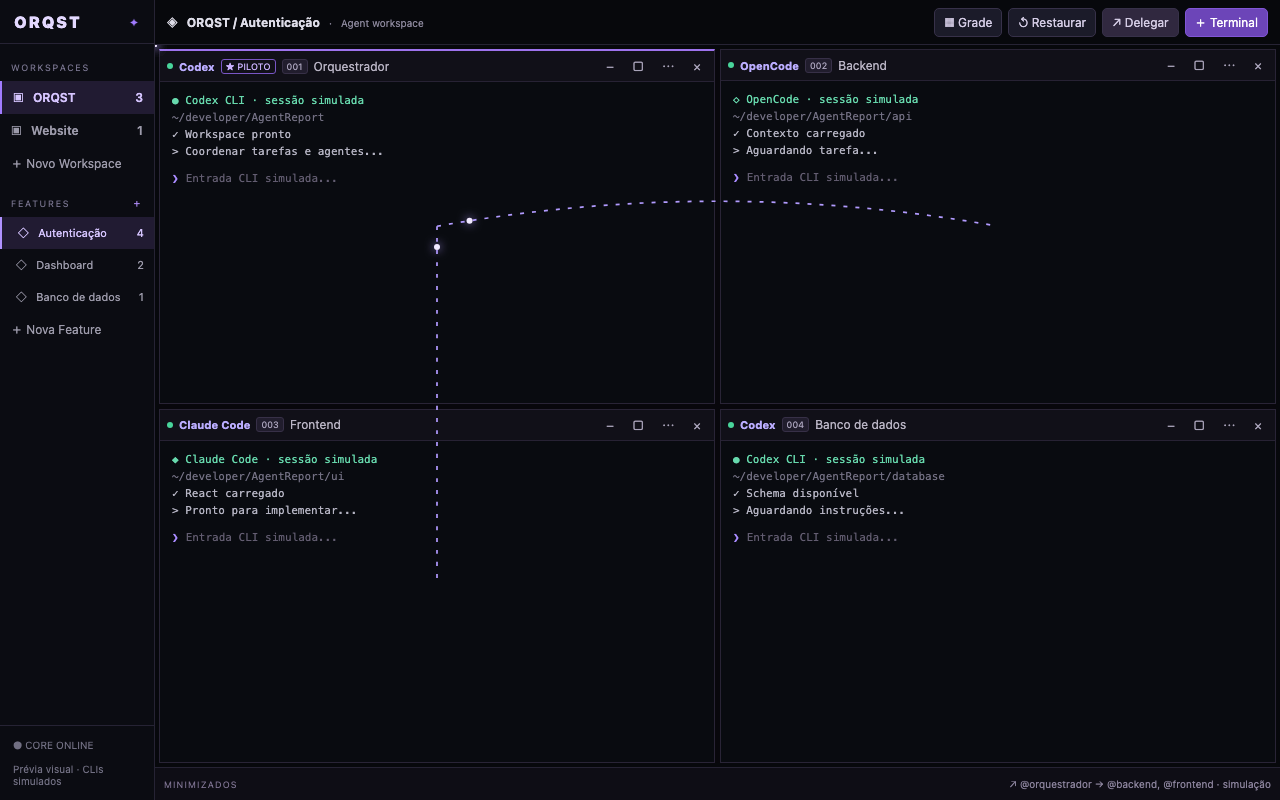 ORQST ✦
WORKSPACES
▣ ORQST 3
▣ Website 1
+ Novo Workspace
FEATURES +
◇ Autenticação 4
◇ Dashboard 2
◇ Banco de dados 1
+ Nova Feature
● CORE ONLINE
Prévia visual · CLIs
simulados
◈ ORQST / Autenticação · Agent workspace
▦ Grade
↺ Restaurar
↗ Delegar
+ Terminal
Codex ★ PILOTO 001 Orquestrador
● Codex CLI · sessão simulada
~/developer/AgentReport
✓ Workspace pronto
> Coordenar tarefas e agentes...
❯ Entrada CLI simulada...
OpenCode 002 Backend
◇ OpenCode · sessão simulada
~/developer/AgentReport/api
✓ Contexto carregado
> Aguardando tarefa...
❯ Entrada CLI simulada...
Claude Code 003 Frontend
◆ Claude Code · sessão simulada
~/developer/AgentReport/ui
✓ React carregado
> Pronto para implementar...
❯ Entrada CLI simulada...
Codex 004 Banco de dados
● Codex CLI · sessão simulada
~/developer/AgentReport/database
✓ Schema disponível
> Aguardando instruções...
❯ Entrada CLI simulada...
MINIMIZADOS
↗ @orquestrador → @backend, @frontend · simulação